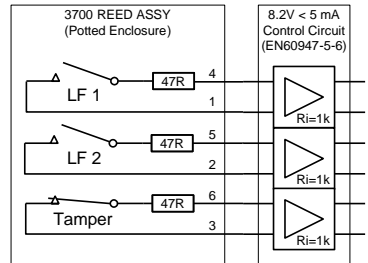 3700 REED ASSY
(Potted Enclosure)
8.2V < 5 mA
Control Circuit
(EN60947-5-6)
47R
4
LF 1
1
Ri=1k
47R
5
LF 2
2
Ri=1k
47R
6
Tamper
3
Ri=1k